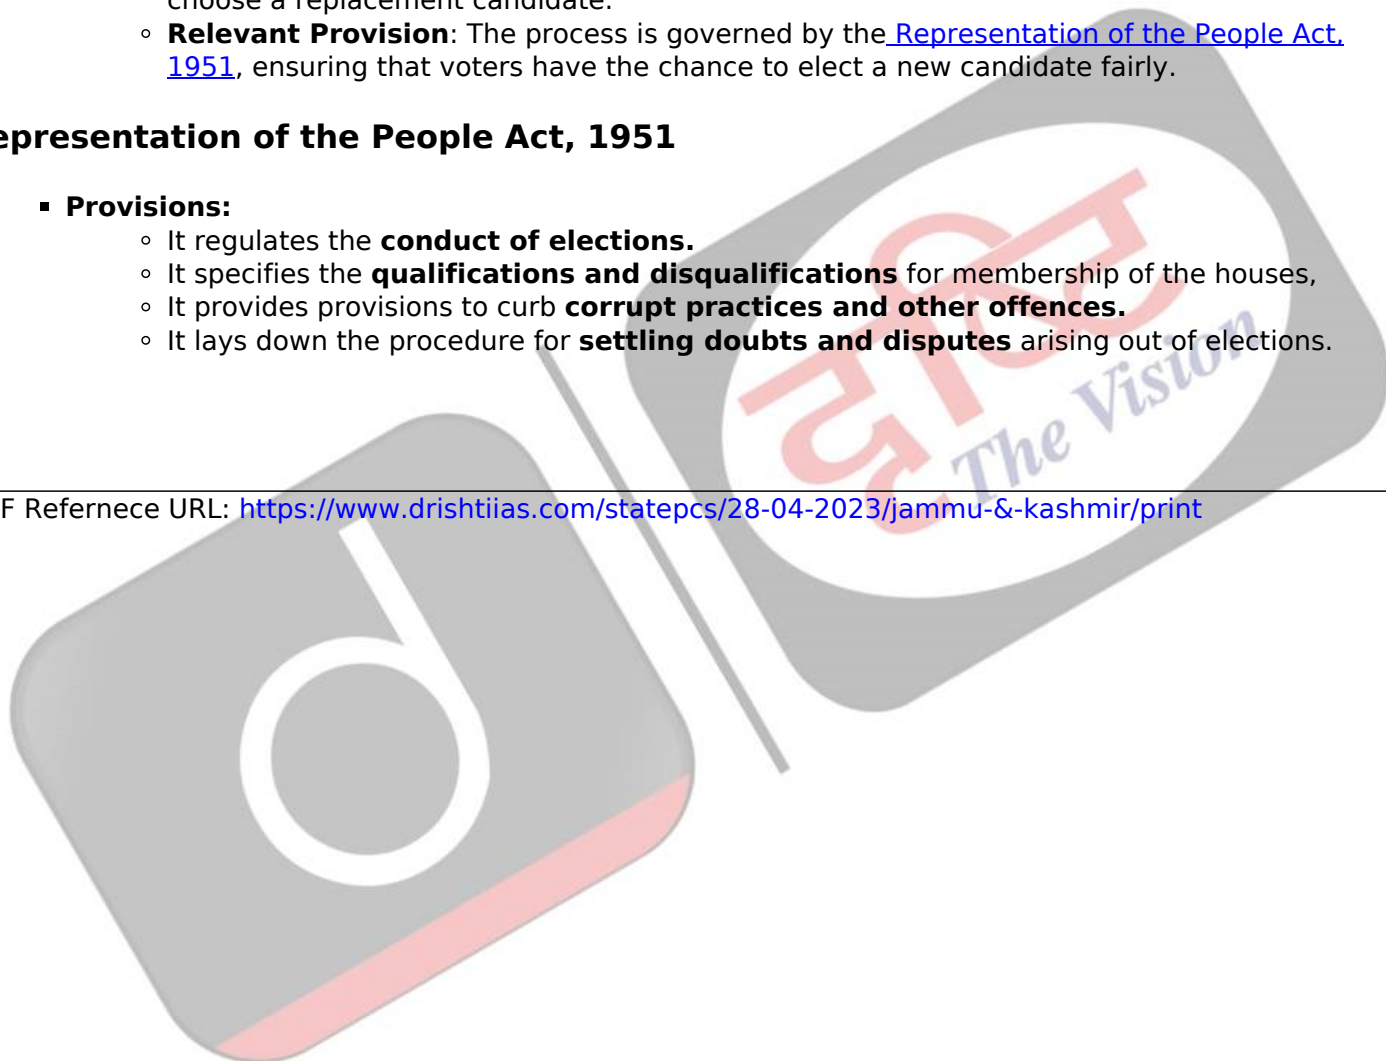 choose a replacement candidate.
Relevant Provision: The process is governed by the Representation of the People Act,
1951, ensuring that voters have the chance to elect a new candidate fairly.
epresentation of the People Act, 1951
Provisions:
It regulates the conduct of elections.
It specifies the qualifications and disqualifications for membership of the houses,
It provides provisions to curb corrupt practices and other offences.
It lays down the procedure for settling doubts and disputes arising out of elections.
दृष्टि
The Vision
F Refernece URL: https://www.drishtiias.com/statepcs/28-04-2023/jammu-&-kashmir/print
d